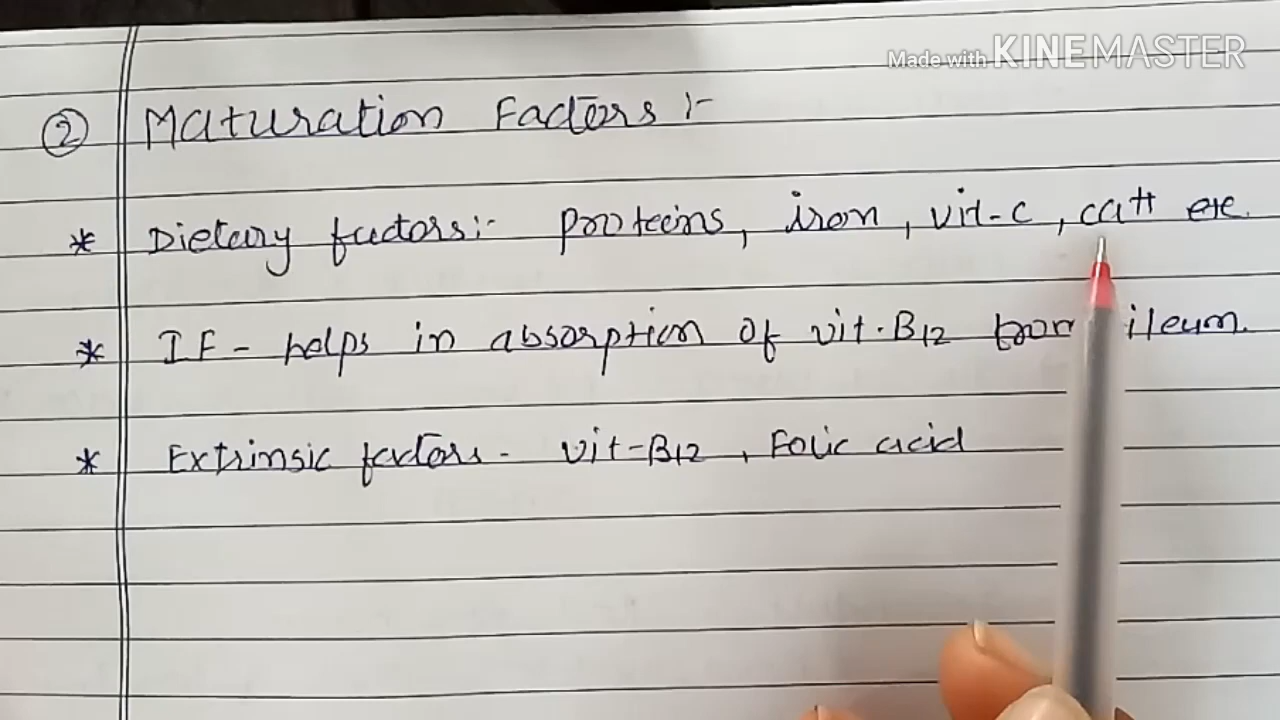 Made with KINEMASTER
② Maturation Factors :-
* Dietary factors:- Proteins, iron, vit-c, ca++ etc.
* IF - helps in absorption of vit.B12 from ileum.
* Extrinsic factors - vit-B12, Folic acid